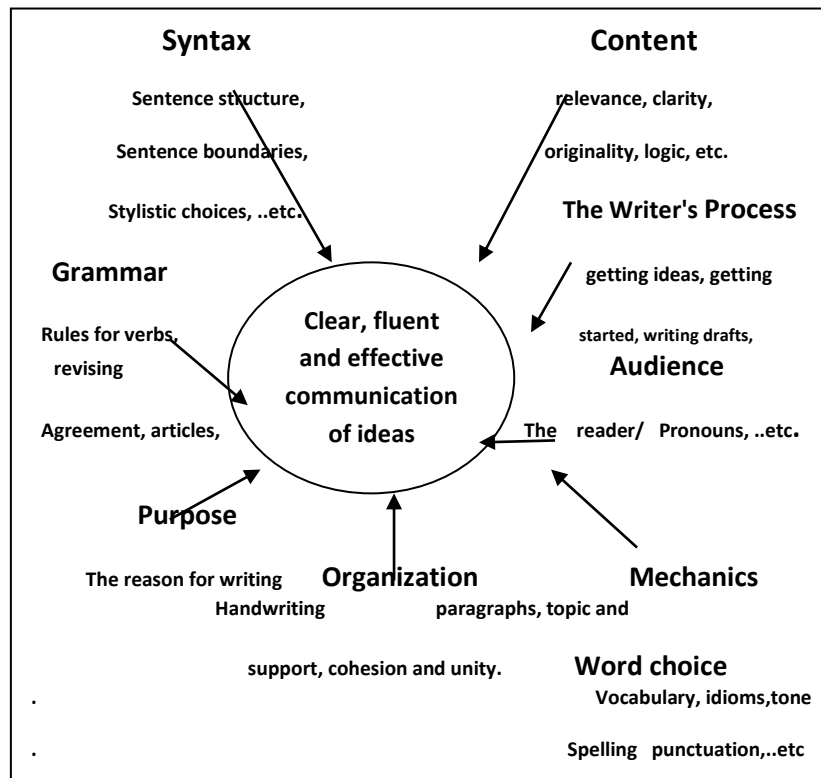 Syntax Content
Sentence structure, relevance, clarity,
Sentence boundaries, originality, logic, etc.
Stylistic choices, ..etc.
The Writer's Process
Grammar
getting ideas, getting
Clear, fluent
and effective
communication
of ideas
Rules for verbs, started, writing drafts,
revising
Audience
Agreement, articles, The reader/ Pronouns, ..etc.
Purpose
The reason for writing Organization Mechanics
Handwriting paragraphs, topic and
support, cohesion and unity. Word choice
. Vocabulary, idioms,tone
. Spelling punctuation,..etc